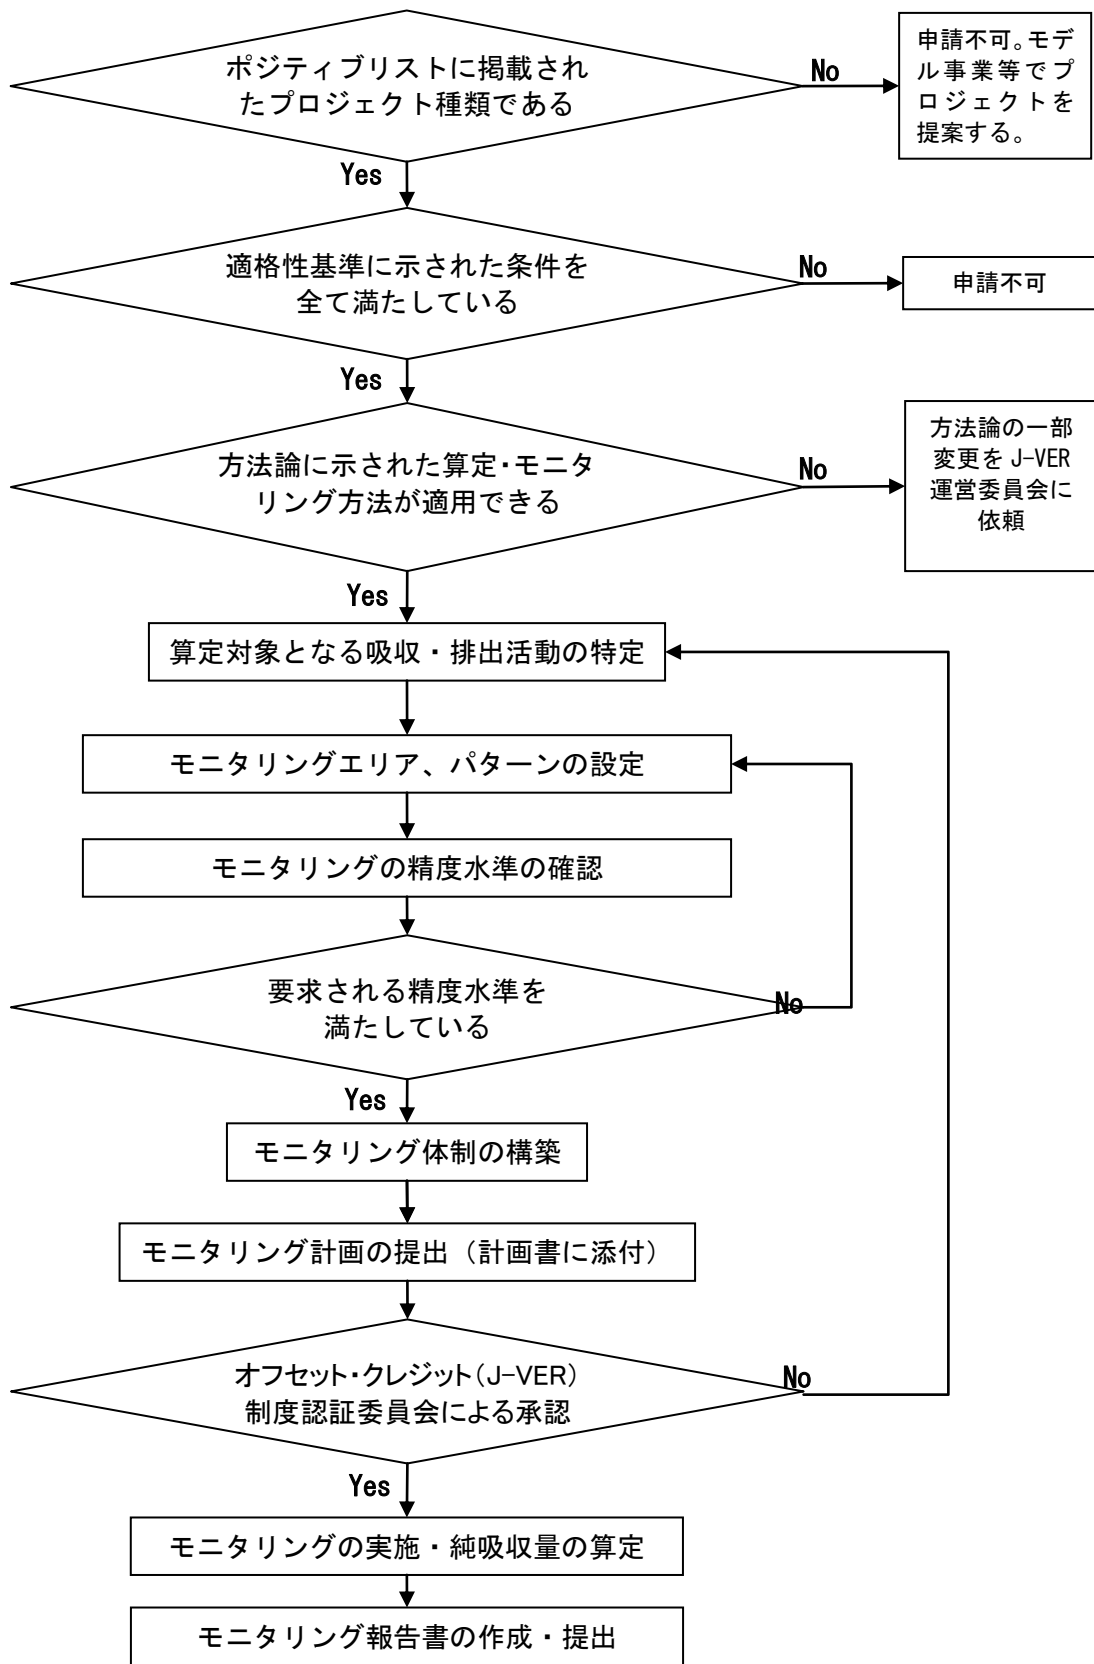 ポジティブリストに掲載され
たプロジェクト種類である
No
申請不可。モデ
ル事業等でプ
ロジェクトを
提案する。
Yes
適格性基準に示された条件を
全て満たしている
No
申請不可
Yes
方法論に示された算定・モニタ
リング方法が適用できる
No
方法論の一部
変更を J-VER
運営委員会に
依頼
Yes
算定対象となる吸収・排出活動の特定
モニタリングエリア、パターンの設定
モニタリングの精度水準の確認
要求される精度水準を
満たしている
No
Yes
モニタリング体制の構築
モニタリング計画の提出（計画書に添付）
オフセット・クレジット（J-VER）
制度認証委員会による承認
No
Yes
モニタリングの実施・純吸収量の算定
モニタリング報告書の作成・提出